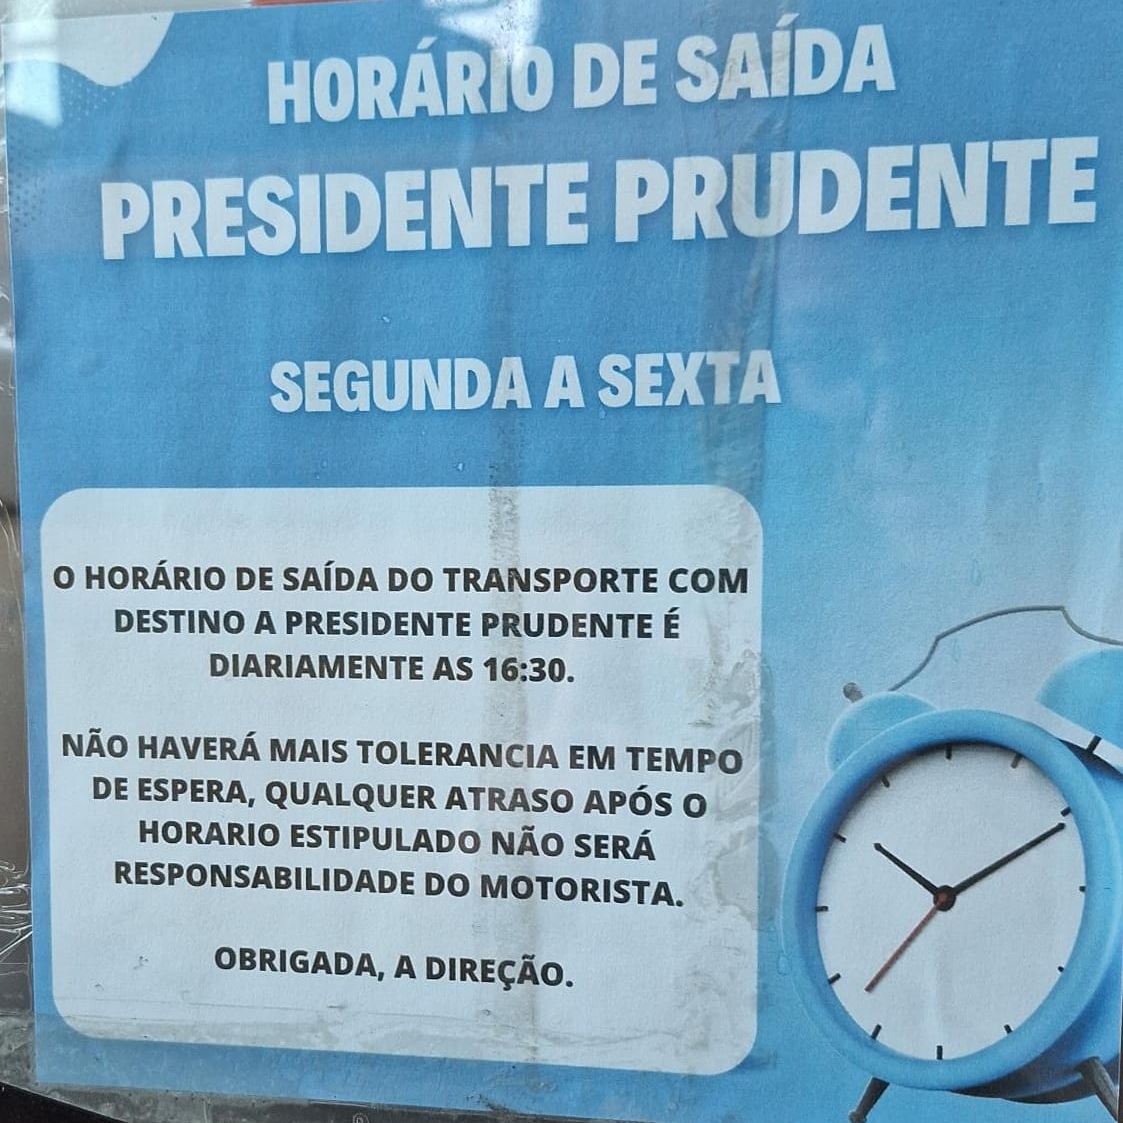 HORÁRIO DE SAÍDA
PRESIDENTE PRUDENTE
SEGUNDA A SEXTA
O HORÁRIO DE SAÍDA DO TRANSPORTE COM
DESTINO A PRESIDENTE PRUDENTE É
DIARIAMENTE AS 16:30.
NÃO HAVERÁ MAIS TOLERANCIA EM TEMPO
DE ESPERA, QUALQUER ATRASO APÓS O
HORARIO ESTIPULADO NÃO SERÁ
RESPONSABILIDADE DO MOTORISTA.
OBRIGADA, A DIREÇÃO.